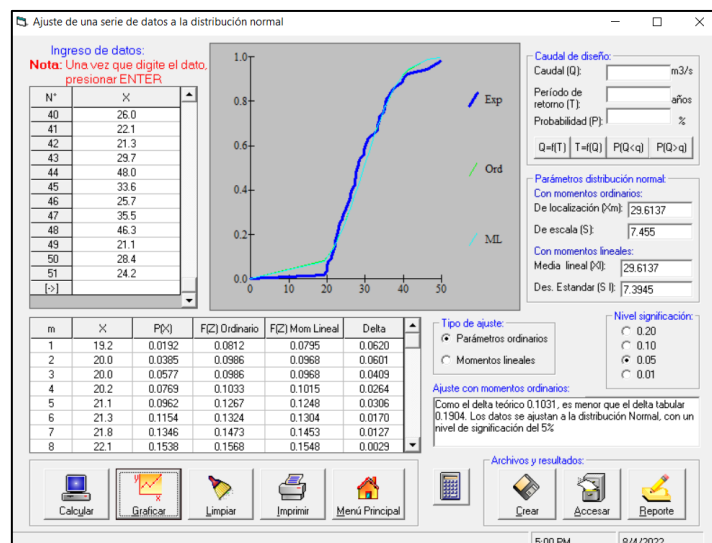 Ajuste de una serie de datos a la distribución normal
Ingreso de datos:
Nota: Una vez que digite el dato,
presionar ENTER
N° X
40 26.0
41 22.1
42 21.3
43 29.7
44 48.0
45 33.6
46 25.7
47 35.5
48 46.3
49 21.1
50 28.4
51 24.2
[->]
1.0
0.8
0.6
0.4
0.2
0.0
0 10 20 30 40 50
Exp
Ord
ML
Caudal de diseño:
Caudal (Q): m3/s
Período de
retorno (T): años
Probabilidad (P): %
Q=f(T) T=f(Q) P(Q<q) P(Q>q)
Parámetros distribución normal:
Con momentos ordinarios:
De localización (Xm): 29.6137
De escala (S): 7.455
Con momentos lineales:
Media lineal (Xl): 29.6137
Des. Estandar (S l): 7.3945
m X P(X) F(Z) Ordinario F(Z) Mom Lineal Delta
1 19.2 0.0192 0.0812 0.0795 0.0620
2 20.0 0.0385 0.0986 0.0968 0.0601
3 20.0 0.0577 0.0986 0.0968 0.0409
4 20.2 0.0769 0.1033 0.1015 0.0264
5 21.1 0.0962 0.1267 0.1248 0.0306
6 21.3 0.1154 0.1324 0.1304 0.0170
7 21.8 0.1346 0.1473 0.1453 0.0127
8 22.1 0.1538 0.1568 0.1548 0.0029
Tipo de ajuste:
Parámetros ordinarios
Momentos lineales
Nivel significación:
0.20
0.10
0.05
0.01
Ajuste con momentos ordinarios:
Como el delta teórico 0.1031, es menor que el delta tabular
0.1904. Los datos se ajustan a la distribución Normal, con un
nivel de significación del 5%
Calcular Graficar Limpiar Imprimir Menú Principal
Archivos y resultados:
Crear Accesar Reporte
5:00 PM 8/4/2022